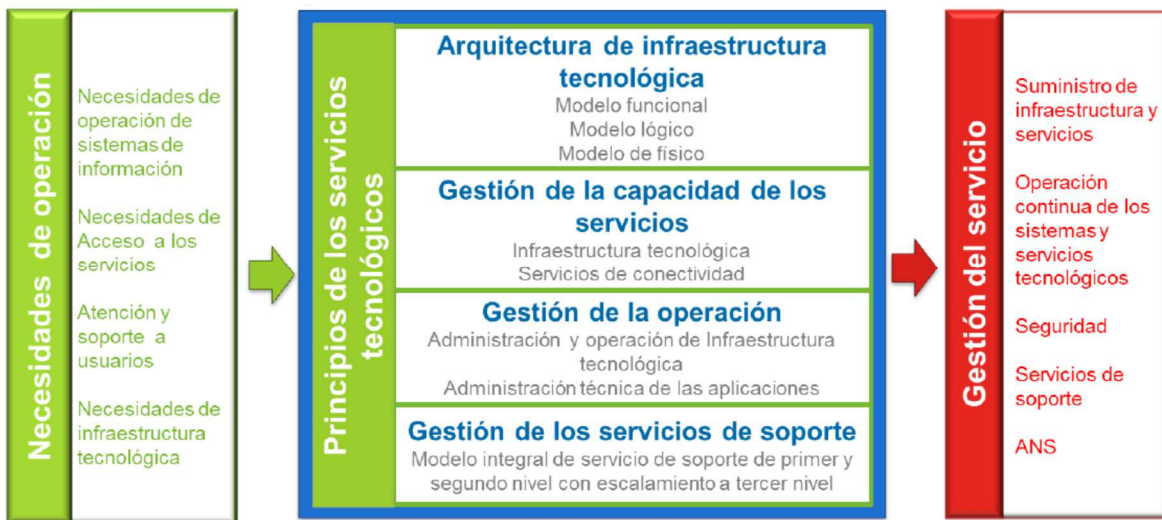 Necesidades de operación
Necesidades de
operación de
sistemas de
información
Necesidades de
Acceso a los
servicios
Atención y
soporte a
usuarios
Necesidades de
infraestructura
tecnológica
Principios de los servicios
tecnológicos
Arquitectura de infraestructura
tecnológica
Modelo funcional
Modelo lógico
Modelo de físico
Gestión de la capacidad de los
servicios
Infraestructura tecnológica
Servicios de conectividad
Gestión de la operación
Administración y operación de Infraestructura
tecnológica
Administración técnica de las aplicaciones
Gestión de los servicios de soporte
Modelo integral de servicio de soporte de primer y
segundo nivel con escalamiento a tercer nivel
Gestión del servicio
Suministro de
infraestructura y
servicios
Operación
continua de los
sistemas y
servicios
tecnológicos
Seguridad
Servicios de
soporte
ANS